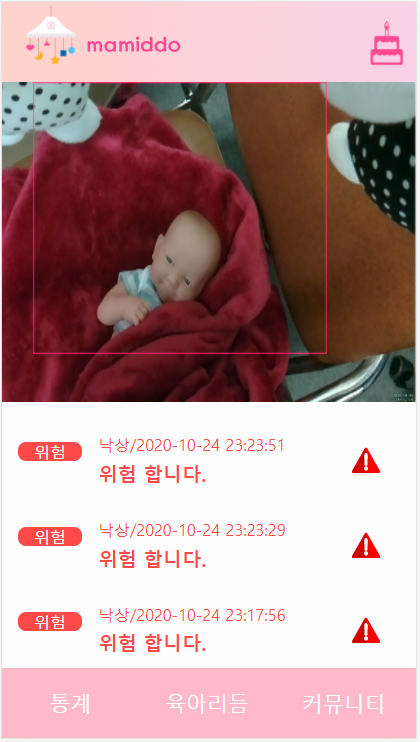 mamiddo
위험
낙상/2020-10-24 23:23:51
위험 합니다.
위험
낙상/2020-10-24 23:23:29
위험 합니다.
위험
낙상/2020-10-24 23:17:56
위험 합니다.
통계 육아리듬 커뮤니티